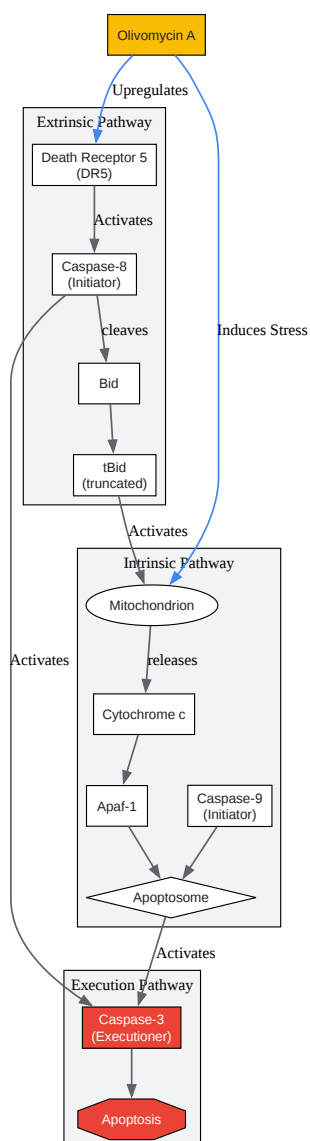 Olivomycin A
Upregulates
Extrinsic Pathway
Death Receptor 5
(DR5)
Activates
Caspase-8
(Initiator)
cleaves
Induces Stress
Bid
tBid
(truncated)
Activates
Intrinsic Pathway
Mitochondrion
Activates
releases
Cytochrome c
Apaf-1
Caspase-9
(Initiator)
Apoptosome
Activates
Execution Pathway
Caspase-3
(Executioner)
Apoptosis